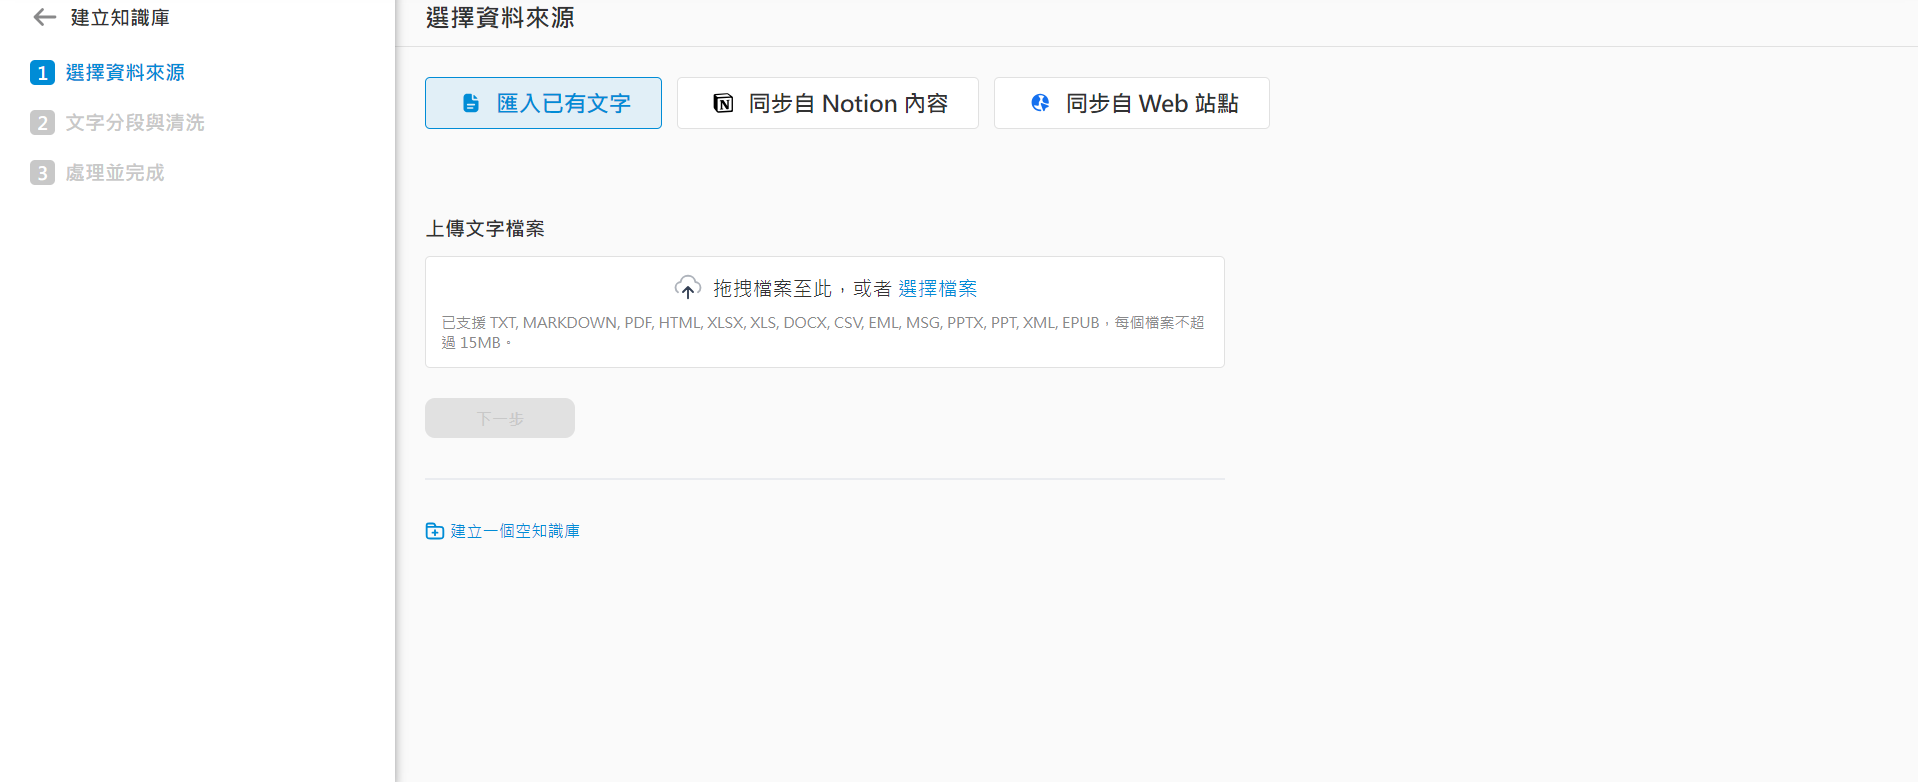 建立知識庫
1 選擇資料來源
2 文字分段與清洗
3 處理並完成
選擇資料來源
匯入已有文字
同步自 Notion 內容
同步自 Web 站點
上傳文字檔案
拖拽檔案至此，或者 選擇檔案
已支援 TXT, MARKDOWN, PDF, HTML, XLSX, XLS, DOCX, CSV, EML, MSG, PPTX, PPT, XML, EPUB，每個檔案不超
過 15MB。
下一步
建立一個空知識庫